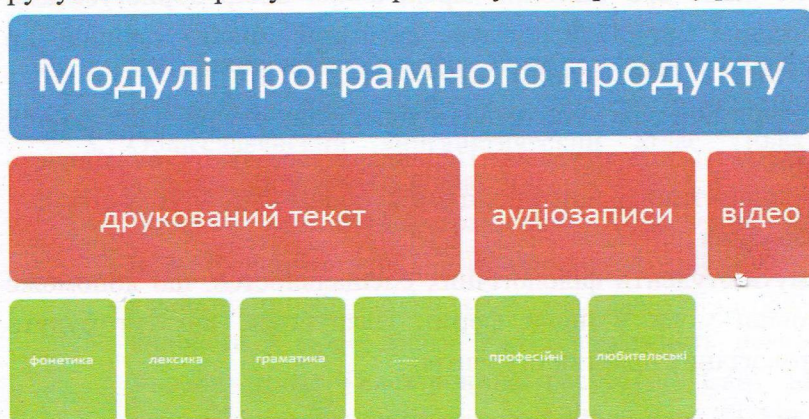 Модулі програмного продукту
друкований текст
аудіозаписи
відео
фонетика
лексика
граматика
......
професійні
любительські